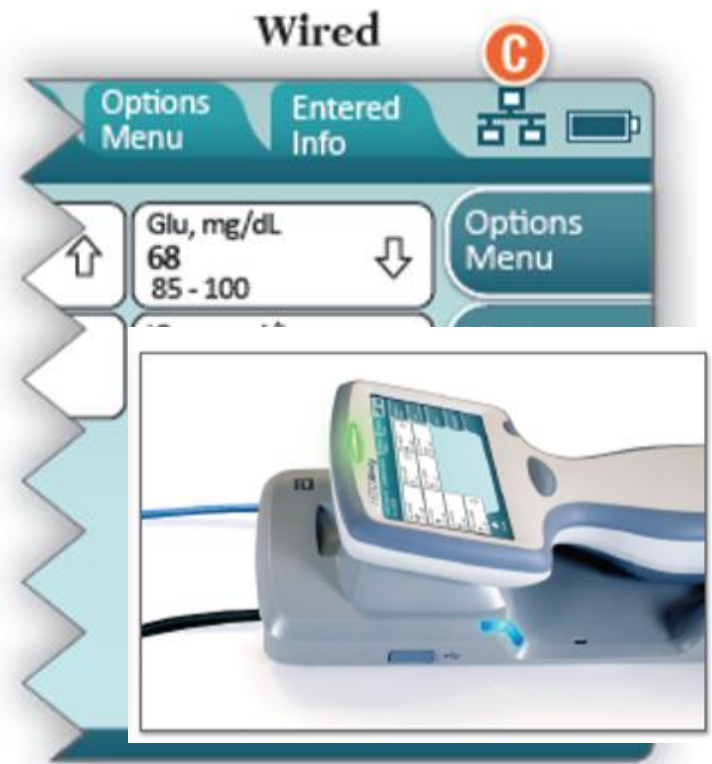 Wired
C
Options
Menu
Entered
Info
Glu, mg/dL
68
85 - 100
Options
Menu